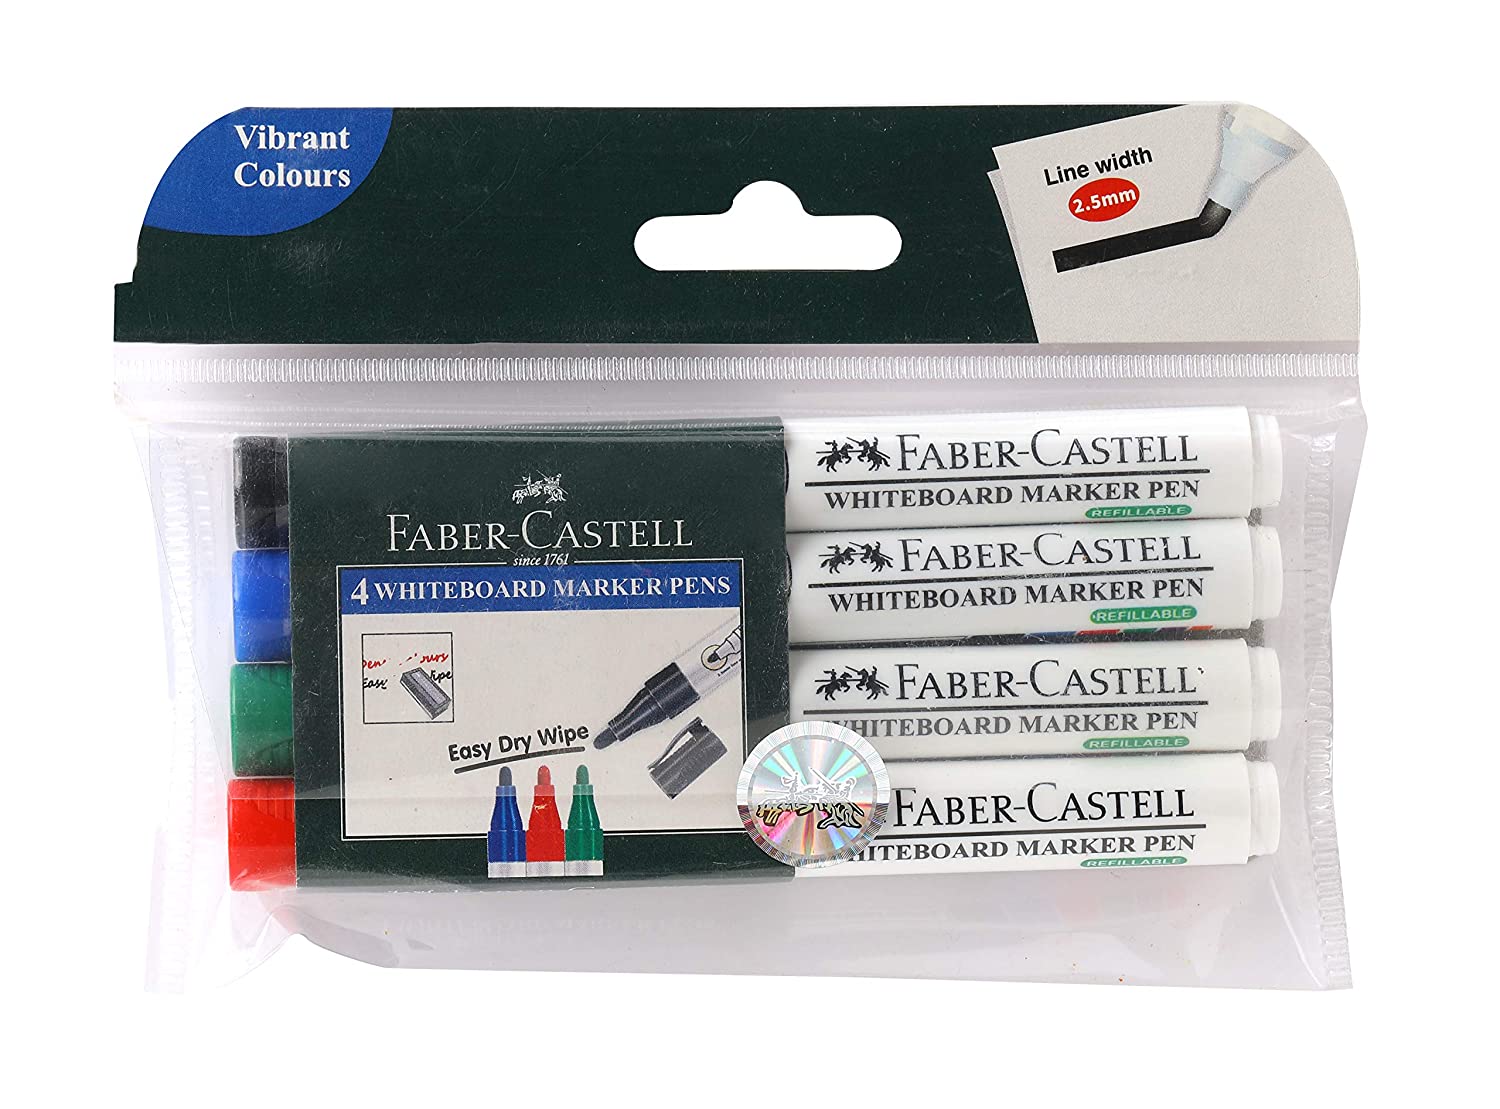 Vibrant
Colours
Line width
2.5mm
FABER-CASTELL
since 1761
4 WHITEBOARD MARKER PENS
Easy Dry Wipe
FABER-CASTELL
WHITEBOARD MARKER PEN
REFILLABLE
FABER-CASTELL
WHITEBOARD MARKER PEN
REFILLABLE
FABER-CASTELL
WHITEBOARD MARKER PEN
REFILLABLE
FABER-CASTELL
WHITEBOARD MARKER PEN
REFILLABLE